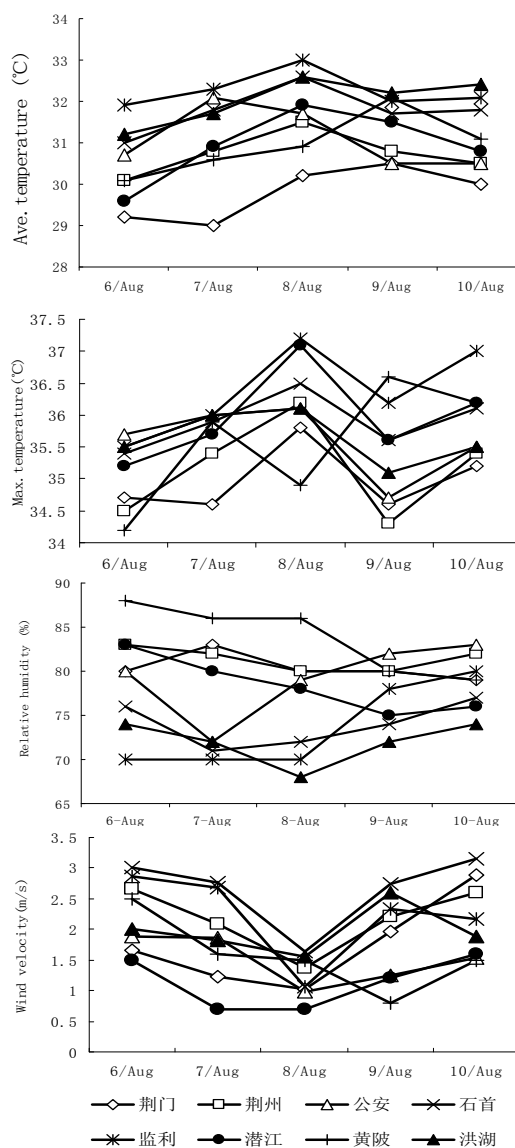 Ave. temperature (℃)
34
33
32
31
30
29
28
6/Aug 7/Aug 8/Aug 9/Aug 10/Aug
Max. temperature(℃)
37.5
37
36.5
36
35.5
35
34.5
34
6/Aug 7/Aug 8/Aug 9/Aug 10/Aug
Relative humidity (%)
90
85
80
75
70
65
6-Aug 7-Aug 8-Aug 9-Aug 10-Aug
Wind velocity(m/s)
3.5
3
2.5
2
1.5
1
0.5
0
6/Aug 7/Aug 8/Aug 9/Aug 10/Aug
荆门 荆州 公安 石首
监利 潜江 黄陂 洪湖